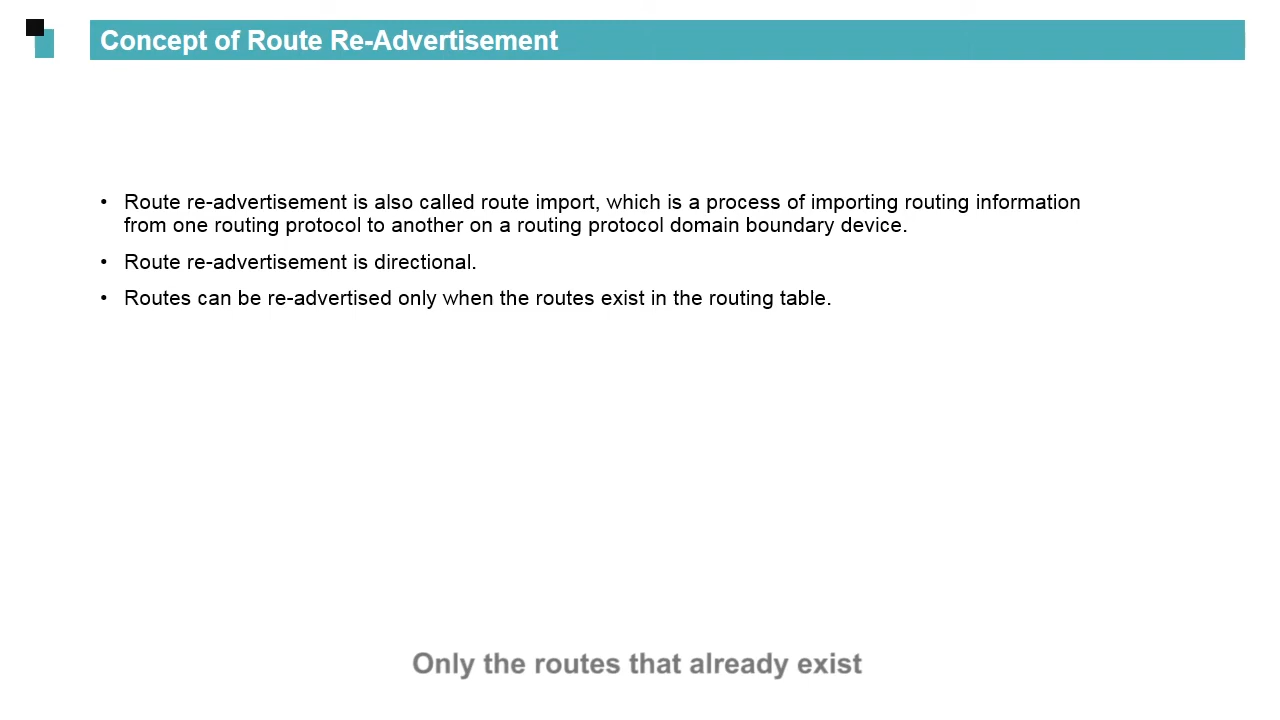 Concept of Route Re-Advertisement
• Route re-advertisement is also called route import, which is a process of importing routing information
from one routing protocol to another on a routing protocol domain boundary device.
• Route re-advertisement is directional.
• Routes can be re-advertised only when the routes exist in the routing table.
Only the routes that already exist